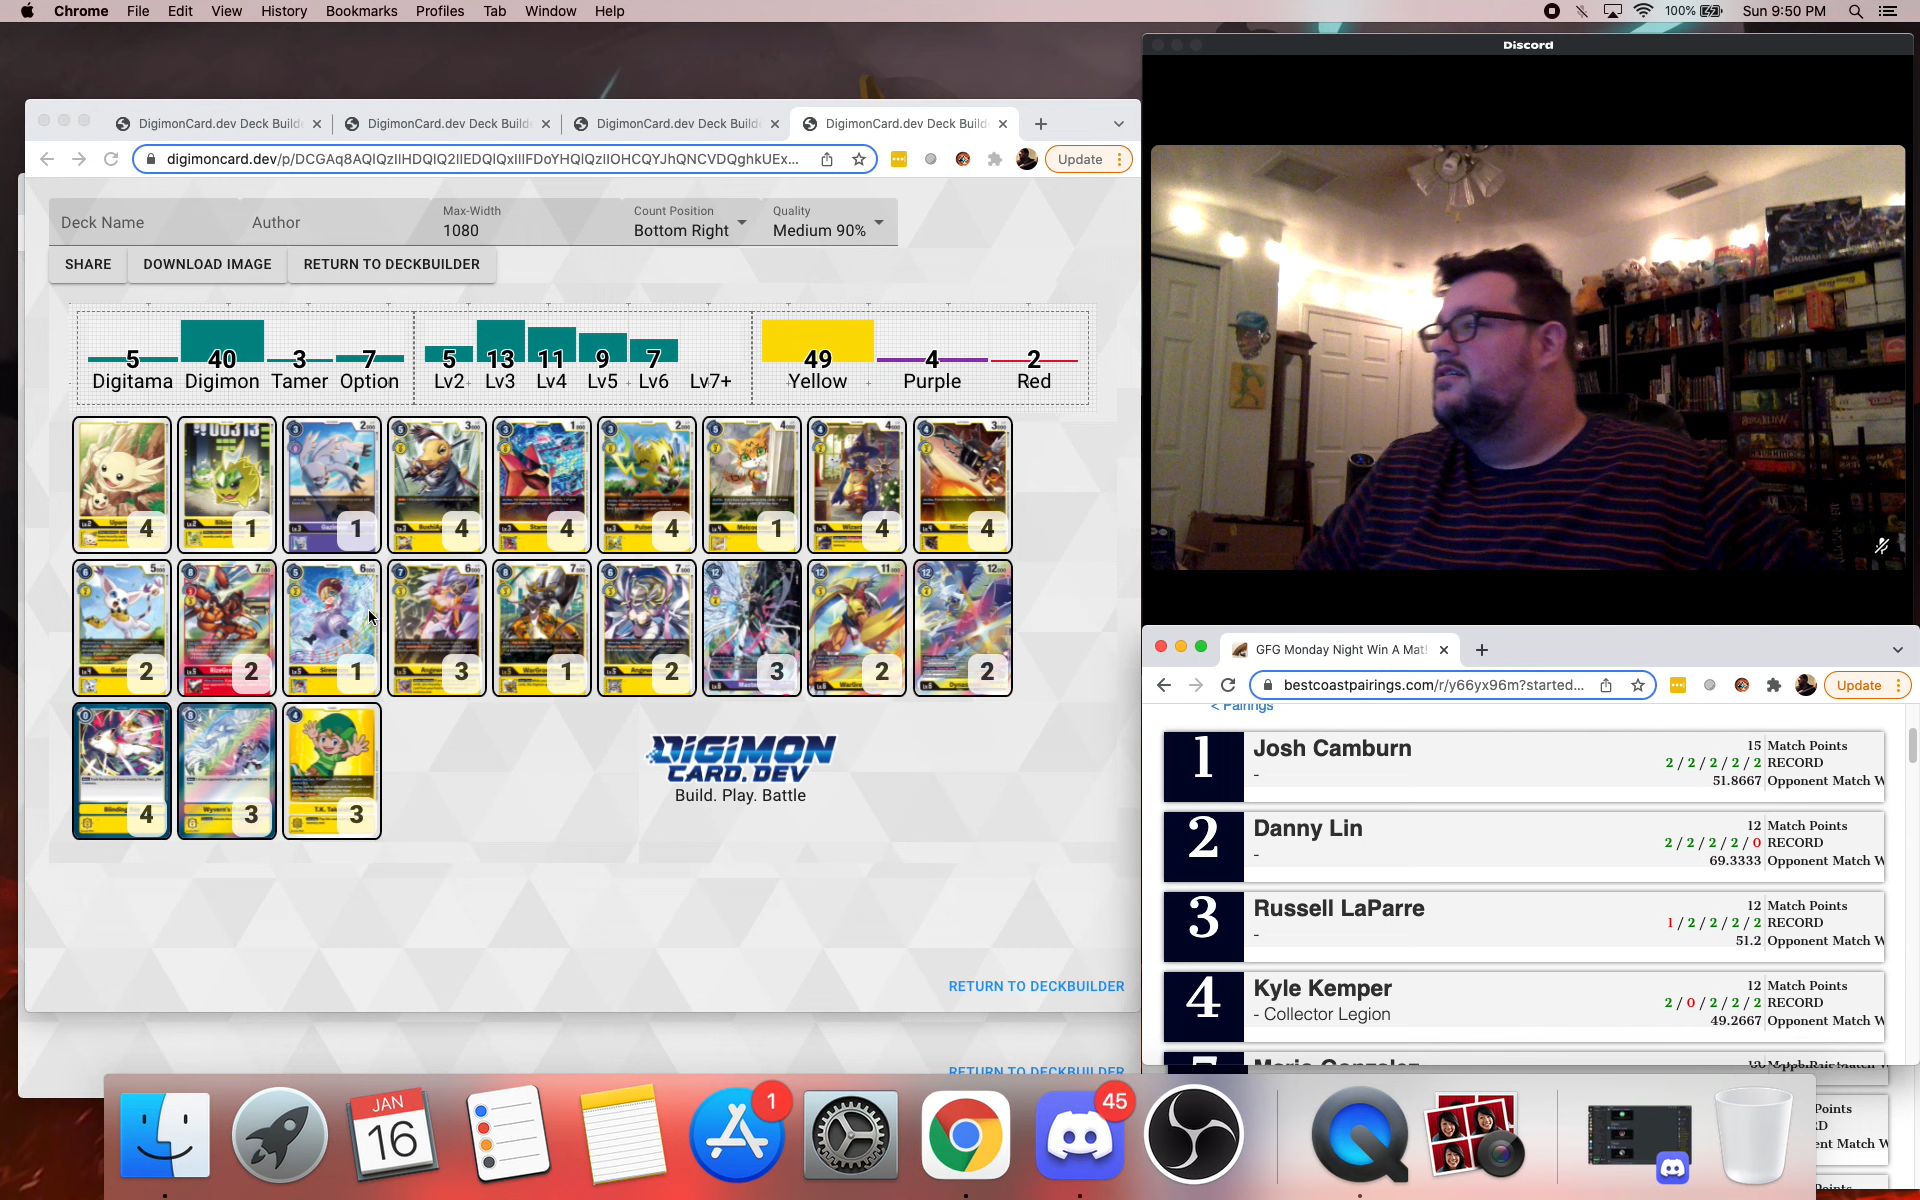 Chrome File Edit View History Bookmarks Profiles Tab Window Help
100% Sun 9:50 PM
Discord
DigimonCard.dev Deck Build
DigimonCard.dev Deck Build
DigimonCard.dev Deck Build
DigimonCard.dev Deck Build
digimoncard.dev/p/DCGAq8AQIQzIIHDQIQ2IIEDQIQxIIIFDoYHQIQzIIOHCQYJhQNCVDQghkUEx...
Update
Deck Name
Author
Max-Width
1080
Count Position
Bottom Right
Quality
Medium 90%
SHARE
DOWNLOAD IMAGE
RETURN TO DECKBUILDER
5 40 3 7 5 13 11 9 7 49 4 2
Digitama Digimon Tamer Option Lv2 Lv3 Lv4 Lv5 Lv6 Lv7+ Yellow Purple Red
4 1 1 4 4 4 1 4 4
2 2 1 3 1 2 3 2 2
4 3 3
DIGIMON
CARD.DEV
Build. Play. Battle
RETURN TO DECKBUILDER
RETURN TO DECKBUILDER
GFG Monday Night Win A Mat
bestcoastpairings.com/r/y66yx96m?started...
Update
< Pairings
1 Josh Camburn
-
15 Match Points
2 / 2 / 2 / 2 / 2 RECORD
51.8667 Opponent Match W
2 Danny Lin
-
12 Match Points
2 / 2 / 2 / 2 / 0 RECORD
69.3333 Opponent Match W
3 Russell LaParre
-
12 Match Points
1 / 2 / 2 / 2 / 2 RECORD
51.2 Opponent Match W
4 Kyle Kemper
- Collector Legion
12 Match Points
2 / 0 / 2 / 2 / 2 RECORD
49.2667 Opponent Match W
JAN
16
1
45